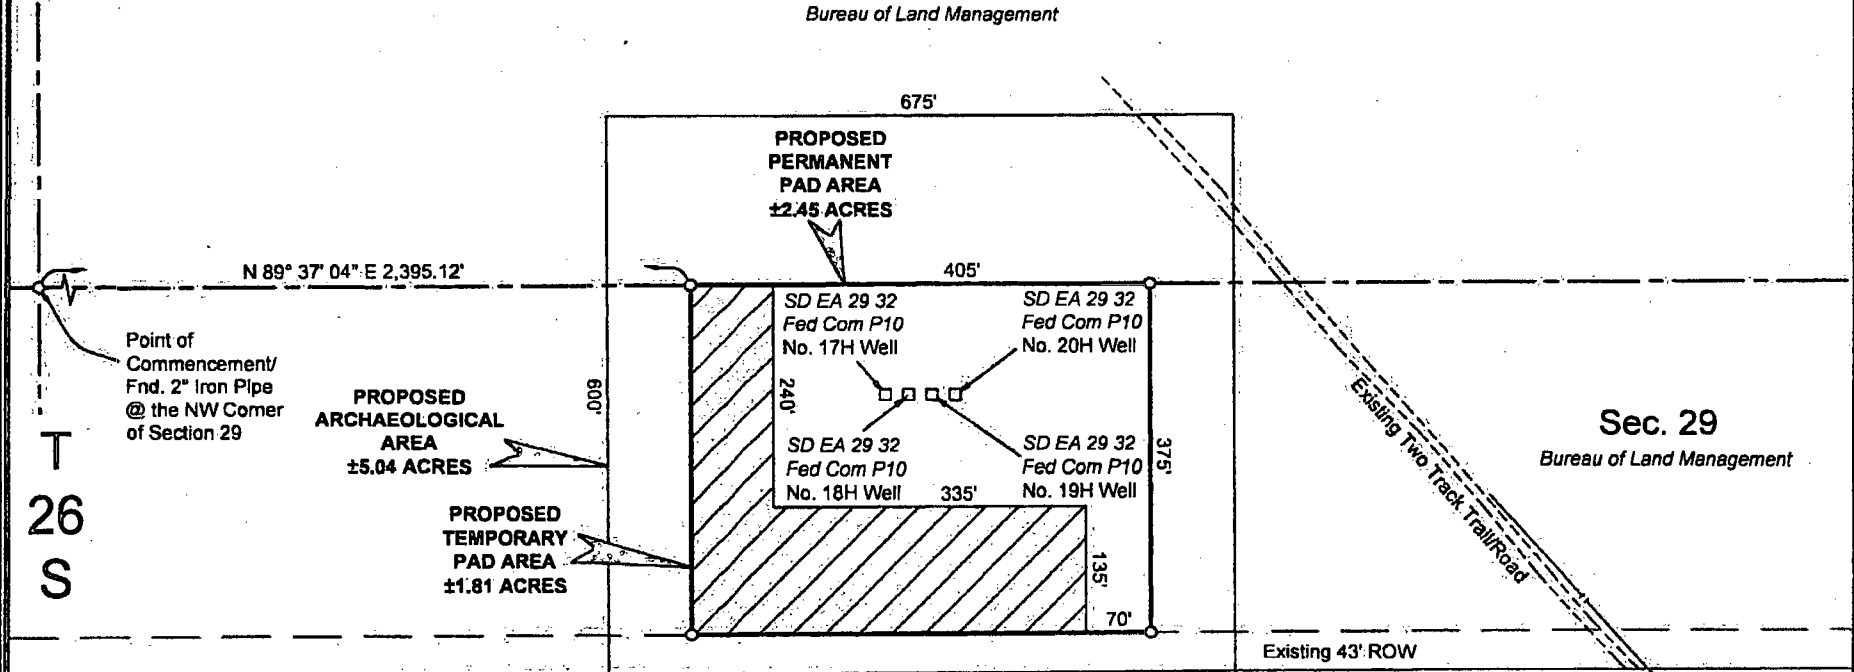 Bureau of Land Management
675'
PROPOSED
PERMANENT
PAD AREA
±2.45 ACRES
N 89° 37' 04" E 2,395.12'
405'
SD EA 29 32
Fed Com P10
No. 17H Well
SD EA 29 32
Fed Com P10
No. 20H Well
Point of
Commencement/
Fnd. 2" Iron Pipe
@ the NW Corner
of Section 29
PROPOSED
ARCHAEOLOGICAL
AREA
±5.04 ACRES
600'
240'
SD EA 29 32
Fed Com P10
No. 18H Well
SD EA 29 32
Fed Com P10
No. 19H Well
375'
335'
Existing Two Track Trail/Road
Sec. 29
Bureau of Land Management
T
26
S
PROPOSED
TEMPORARY
PAD AREA
±1.81 ACRES
135'
70'
Existing 43' ROW